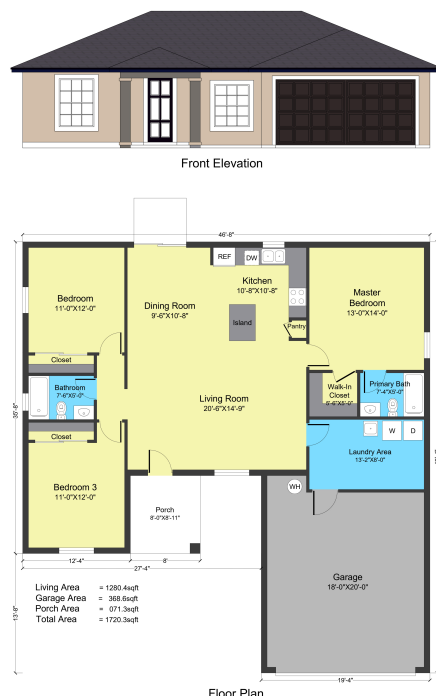 Front Elevation
46'-8"
REF
DW
Kitchen
10'-8"X10'-8"
Master
Bedroom
13'-0"X14'-0"
Bedroom
11'-0"X12'-0"
Dining Room
9'-6"X10'-8"
Island
Pantry
Closet
Bathroom
7'-6"X5'-0"
Living Room
20'-6"X14'-9"
Walk-In
Closet
5'-6"X5'-0"
Primary Bath
7'-4"X5'-0"
Closet
W
D
Laundry Area
13'-2"X6'-0"
Bedroom 3
11'-0"X12'-0"
WH
Porch
8'-0"X8'-11"
12'-4"
8'
27'-4"
Garage
18'-0"X20'-0"
Living Area = 1280.4sqft
Garage Area = 368.6sqft
Porch Area = 071.3sqft
Total Area = 1720.3sqft
13'-8"
19'-4"
Floor Plan